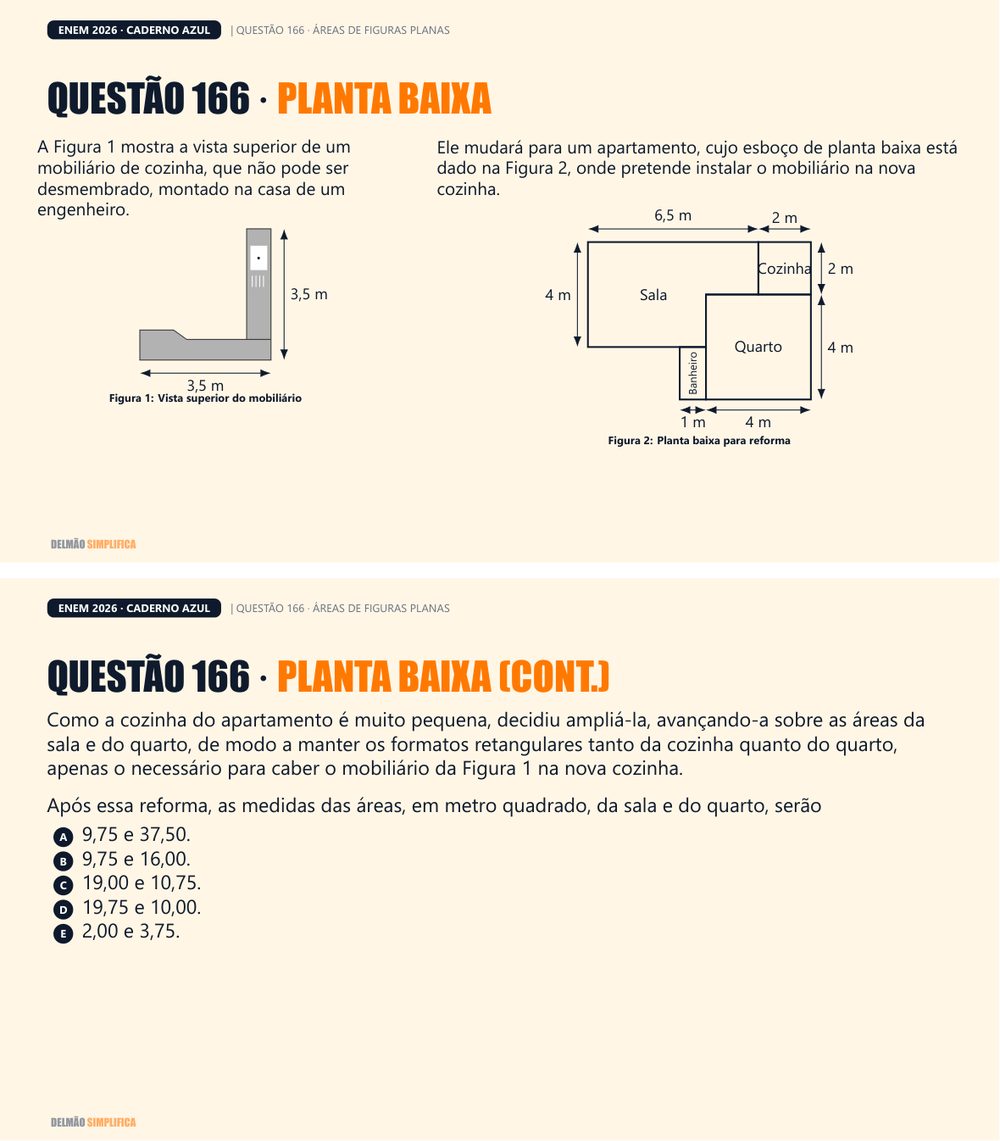 ENEM 2026 · CADERNO AZUL | QUESTÃO 166 · ÁREAS DE FIGURAS PLANAS
QUESTÃO 166 · PLANTA BAIXA
A Figura 1 mostra a vista superior de um
mobiliário de cozinha, que não pode ser
desmembrado, montado na casa de um
engenheiro.
3,5 m
3,5 m
Figura 1: Vista superior do mobiliário
Ele mudará para um apartamento, cujo esboço de planta baixa está
dado na Figura 2, onde pretende instalar o mobiliário na nova
cozinha.
6,5 m
2 m
Cozinha
2 m
4 m
Sala
Quarto
4 m
Banheiro
1 m
4 m
Figura 2: Planta baixa para reforma
DELMÃO SIMPLIFICA
ENEM 2026 · CADERNO AZUL | QUESTÃO 166 · ÁREAS DE FIGURAS PLANAS
QUESTÃO 166 · PLANTA BAIXA (CONT.)
Como a cozinha do apartamento é muito pequena, decidiu ampliá-la, avançando-a sobre as áreas da
sala e do quarto, de modo a manter os formatos retangulares tanto da cozinha quanto do quarto,
apenas o necessário para caber o mobiliário da Figura 1 na nova cozinha.
Após essa reforma, as medidas das áreas, em metro quadrado, da sala e do quarto, serão
A 9,75 e 37,50.
B 9,75 e 16,00.
C 19,00 e 10,75.
D 19,75 e 10,00.
E 2,00 e 3,75.
DELMÃO SIMPLIFICA